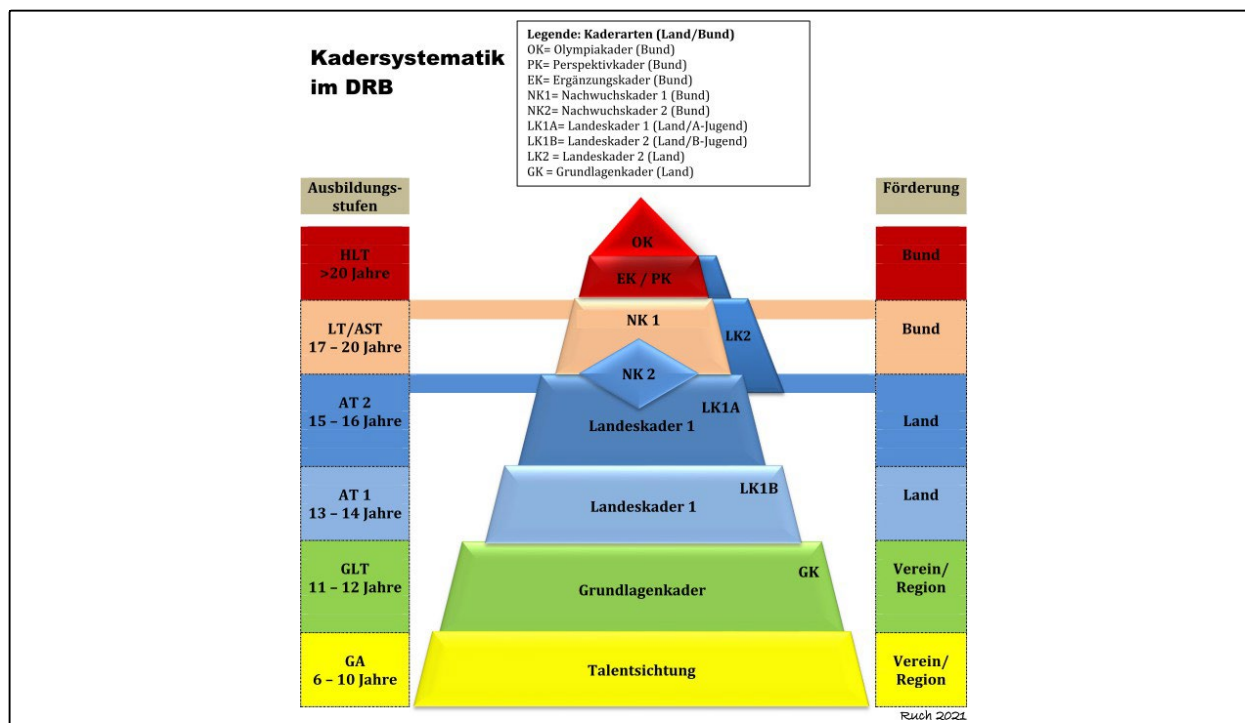 Kadersystematik
im DRB
Legende: Kaderarten (Land/Bund)
OK= Olympiakader (Bund)
PK= Perspektivkader (Bund)
EK= Ergänzungskader (Bund)
NK1= Nachwuchskader 1 (Bund)
NK2= Nachwuchskader 2 (Bund)
LK1A= Landeskader 1 (Land/A-Jugend)
LK1B= Landeskader 2 (Land/B-Jugend)
LK2 = Landeskader 2 (Land)
GK = Grundlagenkader (Land)
Ausbildungs-
stufen
Förderung
HLT
>20 Jahre
OK
EK / PK
Bund
LT/AST
17 – 20 Jahre
NK 1
LK2
NK 2
Bund
AT 2
15 – 16 Jahre
LK1A
Landeskader 1
Land
AT 1
13 – 14 Jahre
LK1B
Landeskader 1
Land
GLT
11 – 12 Jahre
GK
Grundlagenkader
Verein/
Region
GA
6 – 10 Jahre
Talentsichtung
Verein/
Region
Ruch 2021